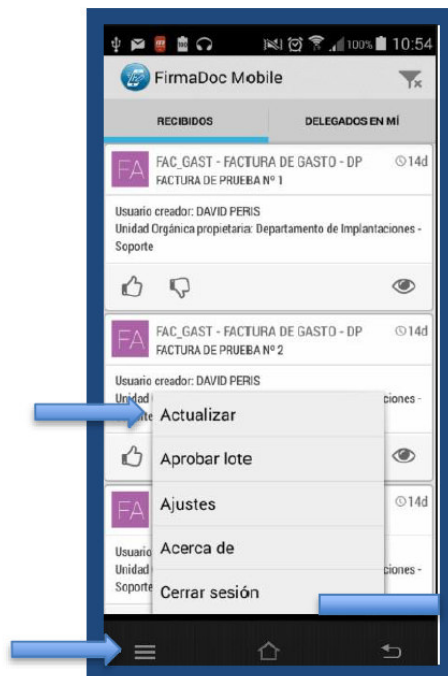 100% 10:54
FirmaDoc Mobile
RECIBIDOS DELEGADOS EN MÍ
FA FAC_GAST - FACTURA DE GASTO - DP 14d
FACTURA DE PRUEBA Nº 1
Usuario creador: DAVID PERIS
Unidad Orgánica propietaria: Departamento de Implantaciones -
Soporte
FA FAC_GAST - FACTURA DE GASTO - DP 14d
FACTURA DE PRUEBA Nº 2
Usuario creador: DAVID PERIS
Unidad ciones -
Actualizar
Aprobar lote
FA 14d
Ajustes
Usuario
Acerca de
Unidad ciones -
Soporte
Cerrar sesión